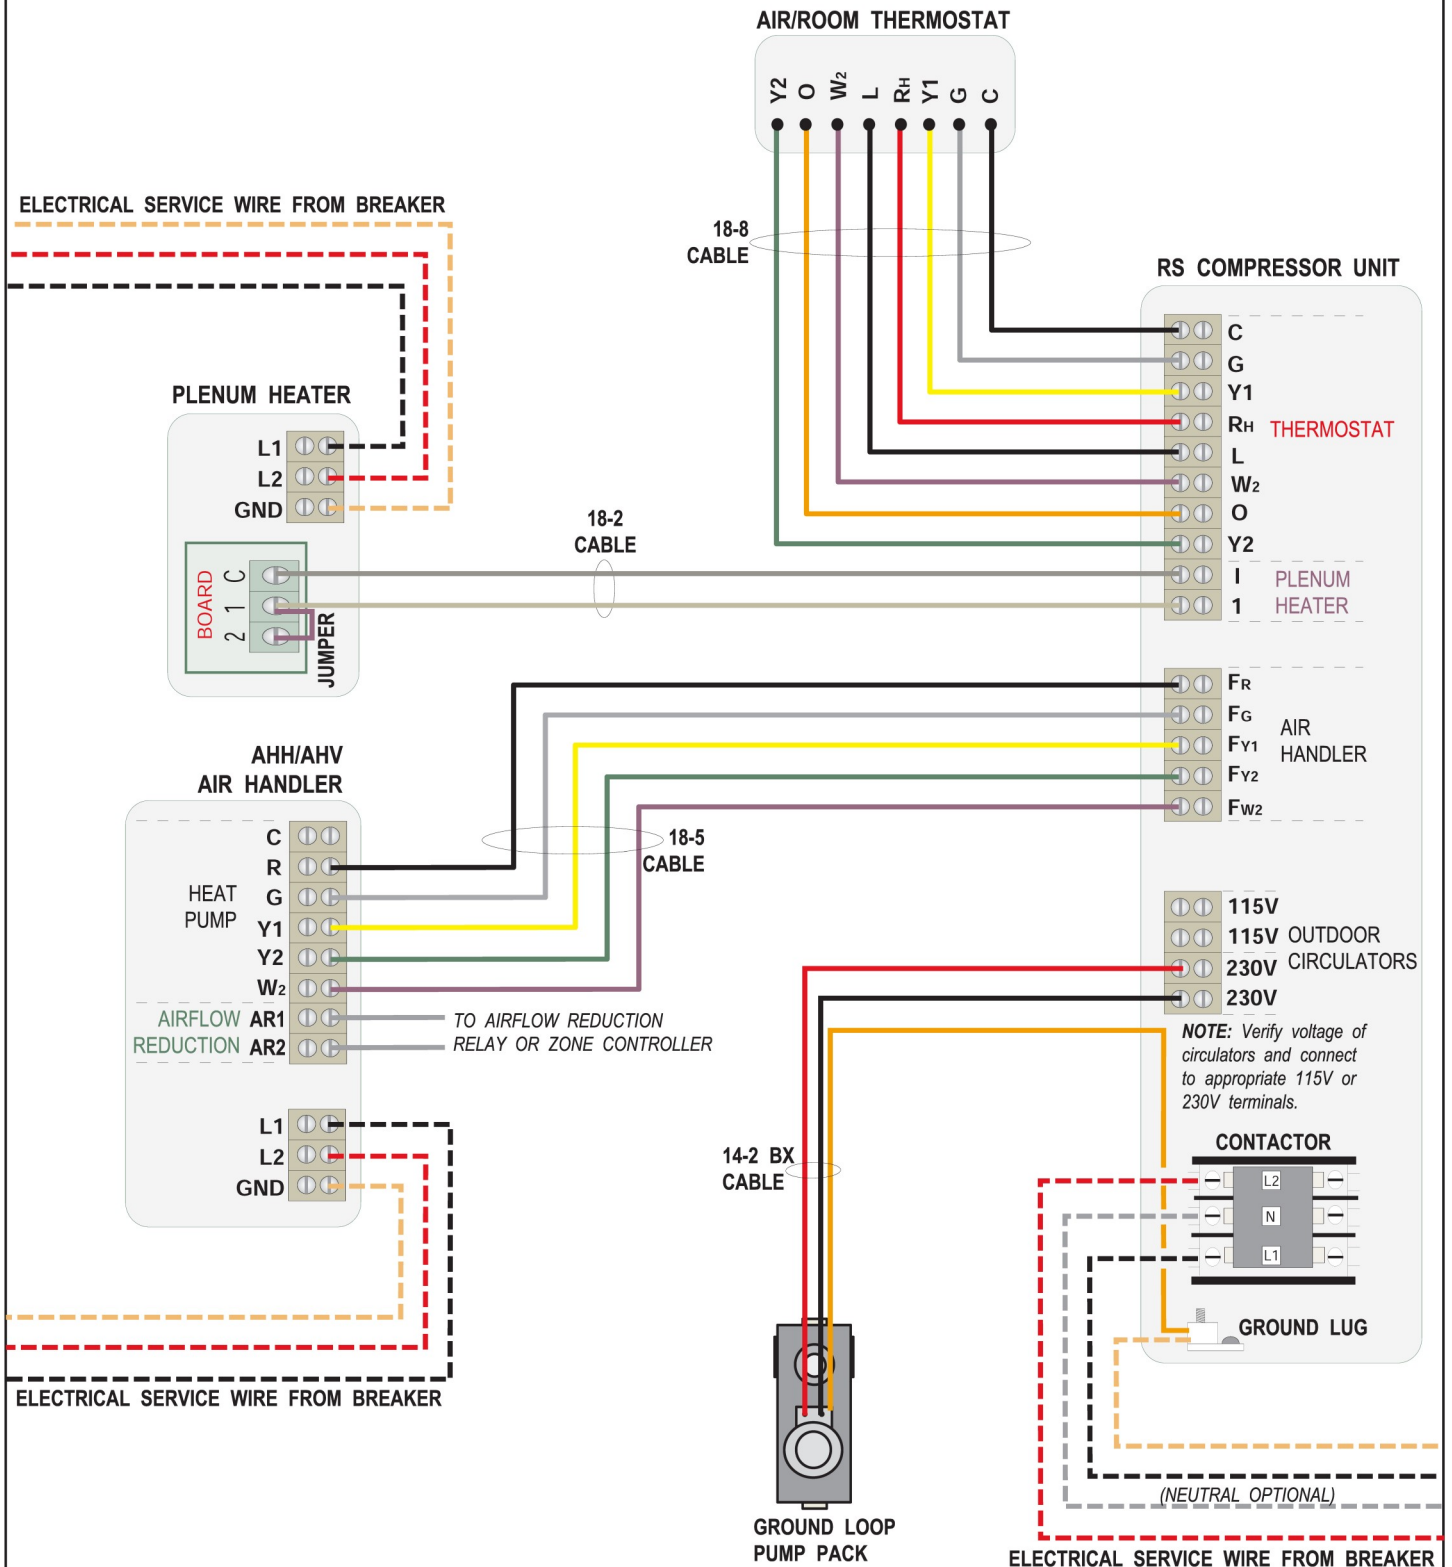 AIR/ROOM THERMOSTAT
Y2 O W2 L RH Y1 G C
ELECTRICAL SERVICE WIRE FROM BREAKER
18-8
CABLE
RS COMPRESSOR UNIT
C
G
Y1
RH
L
W2
O
Y2
THERMOSTAT
I
1
PLENUM
HEATER
PLENUM HEATER
L1
L2
GND
BOARD
C
1
2
JUMPER
18-2
CABLE
FR
FG
FY1
FY2
FW2
AIR
HANDLER
AHH/AHV
AIR HANDLER
C
R
G
Y1
Y2
W2
HEAT
PUMP
18-5
CABLE
AIRFLOW
REDUCTION
AR1
AR2
TO AIRFLOW REDUCTION
RELAY OR ZONE CONTROLLER
L1
L2
GND
ELECTRICAL SERVICE WIRE FROM BREAKER
115V
115V
230V
230V
OUTDOOR
CIRCULATORS
NOTE: Verify voltage of
circulators and connect
to appropriate 115V or
230V terminals.
14-2 BX
CABLE
CONTACTOR
L2
N
L1
GROUND LUG
(NEUTRAL OPTIONAL)
GROUND LOOP
PUMP PACK
ELECTRICAL SERVICE WIRE FROM BREAKER